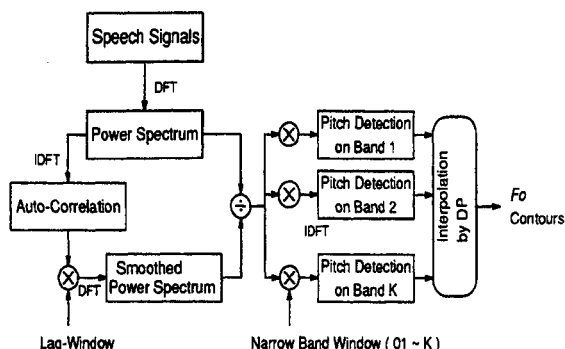 Speech Signals
DFT
Power Spectrum
IDFT
Auto-Correlation
DFT
Smoothed
Power Spectrum
Lag-Window
÷
Pitch Detection
on Band 1
Pitch Detection
on Band 2
IDFT
Pitch Detection
on Band K
Narrow Band Window ( 01 ~ K )
Interpolation
by DP
Fo
Contours